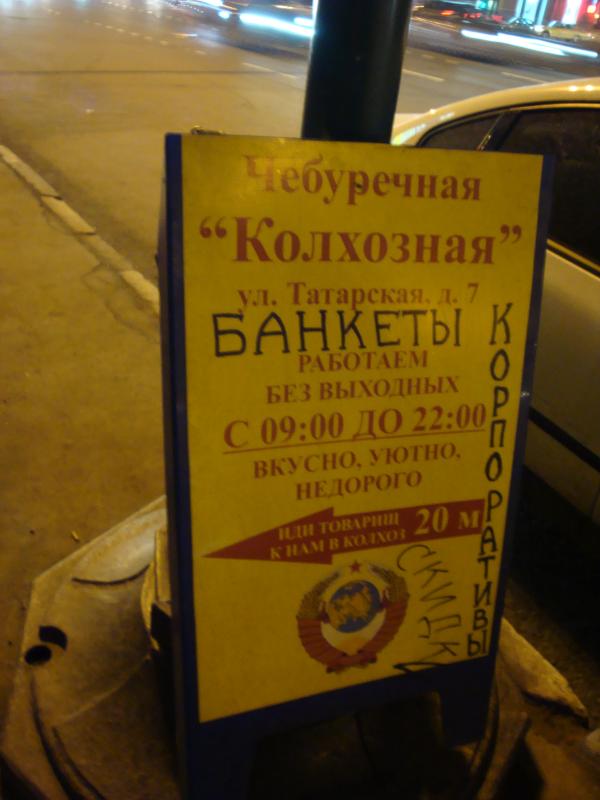 Чебуречная
“Колхозная”
ул. Татарская, д. 7
БАНКЕТЫ
КОРПОРАТИВЫ
РАБОТАЕМ
БЕЗ ВЫХОДНЫХ
С 09:00 ДО 22:00
ВКУСНО, УЮТНО,
НЕДОРОГО
ИДИ ТОВАРИЩ
К НАМ В КОЛХОЗ
20 м
СКИДКИ